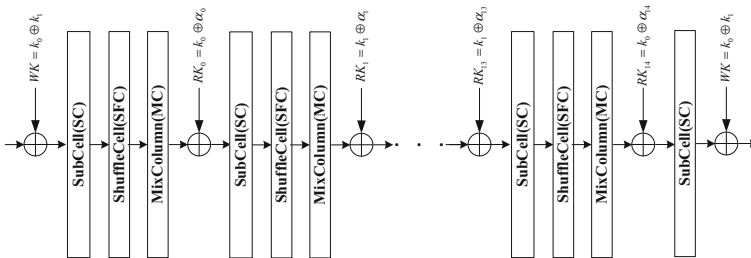 WK = k₀ ⊕ k₁
SubCell(SC)
ShuffleCell(SFC)
MixColumn(MC)
RK₀ = k₀ ⊕ α₀
SubCell(SC)
ShuffleCell(SFC)
MixColumn(MC)
RK₁ = k₁ ⊕ α₁
· · ·
RK₁₃ = k₁ ⊕ α₁₃
SubCell(SC)
ShuffleCell(SFC)
MixColumn(MC)
RK₁₄ = k₀ ⊕ α₁₄
SubCell(SC)
WK = k₀ ⊕ k₁